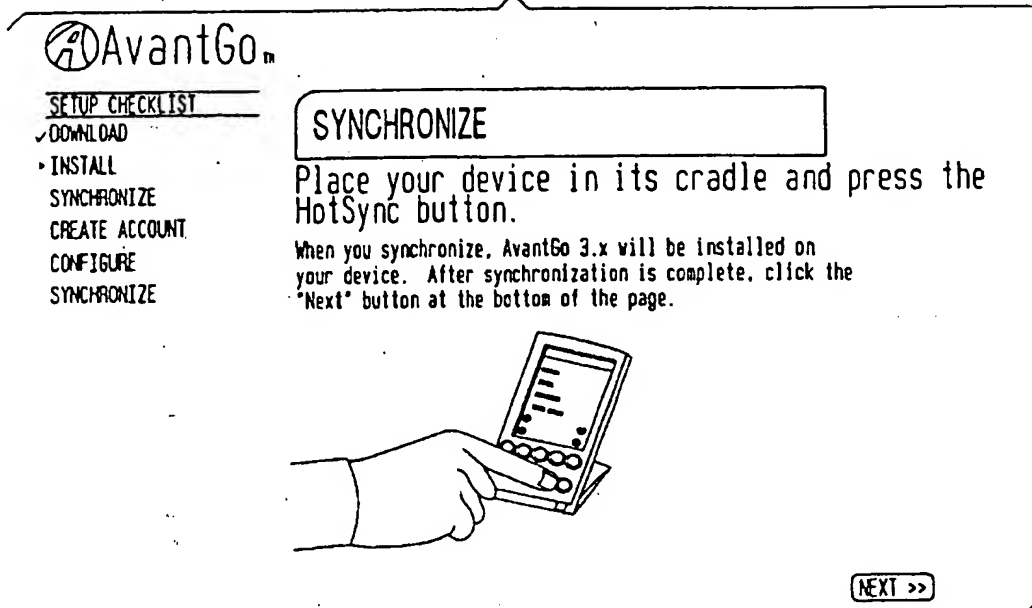 AvantGo™
SETUP CHECKLIST
✓DOWNLOAD
▸INSTALL
SYNCHRONIZE
CREATE ACCOUNT
CONFIGURE
SYNCHRONIZE
SYNCHRONIZE
Place your device in its cradle and press the
HotSync button.
When you synchronize, AvantGo 3.x will be installed on
your device. After synchronization is complete, click the
"Next" button at the bottom of the page.
NEXT >>